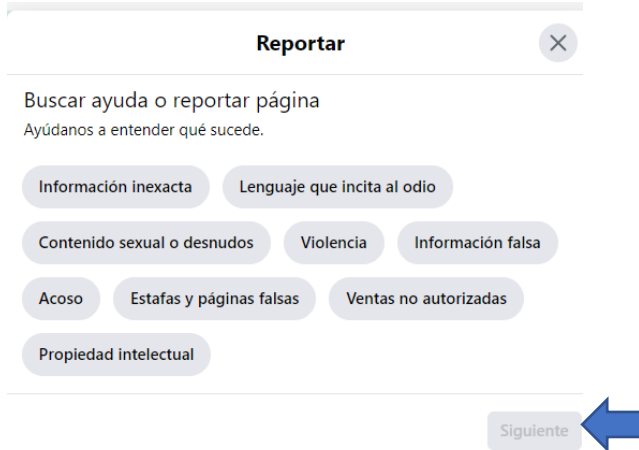 Reportar
Buscar ayuda o reportar página
Ayúdanos a entender qué sucede.
Información inexacta Lenguaje que incita al odio
Contenido sexual o desnudos Violencia Información falsa
Acoso Estafas y páginas falsas Ventas no autorizadas
Propiedad intelectual
Siguiente